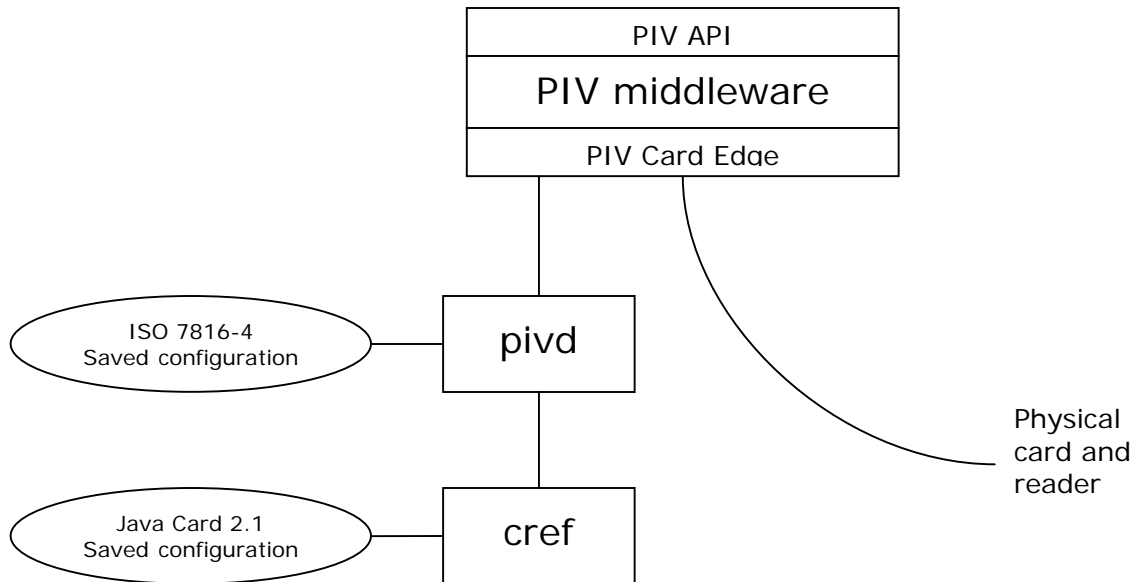 PIV API
PIV middleware
PIV Card Edge
ISO 7816-4
Saved configuration
pivd
Physical
card and
reader
Java Card 2.1
Saved configuration
cref